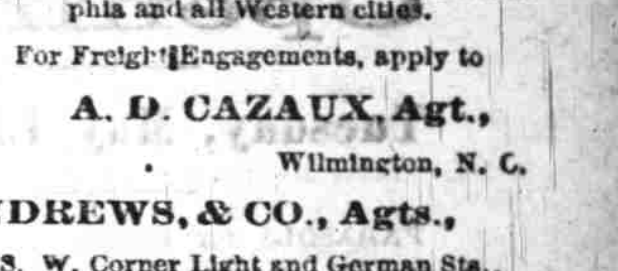 phia and all Western cities.
For Freight Engagements, apply to
A. D. CAZAUX, Agt.,
Wilmington, N. C.
NDREWS, & CO., Agts.,
S. W. Corner Light and German Sts.,